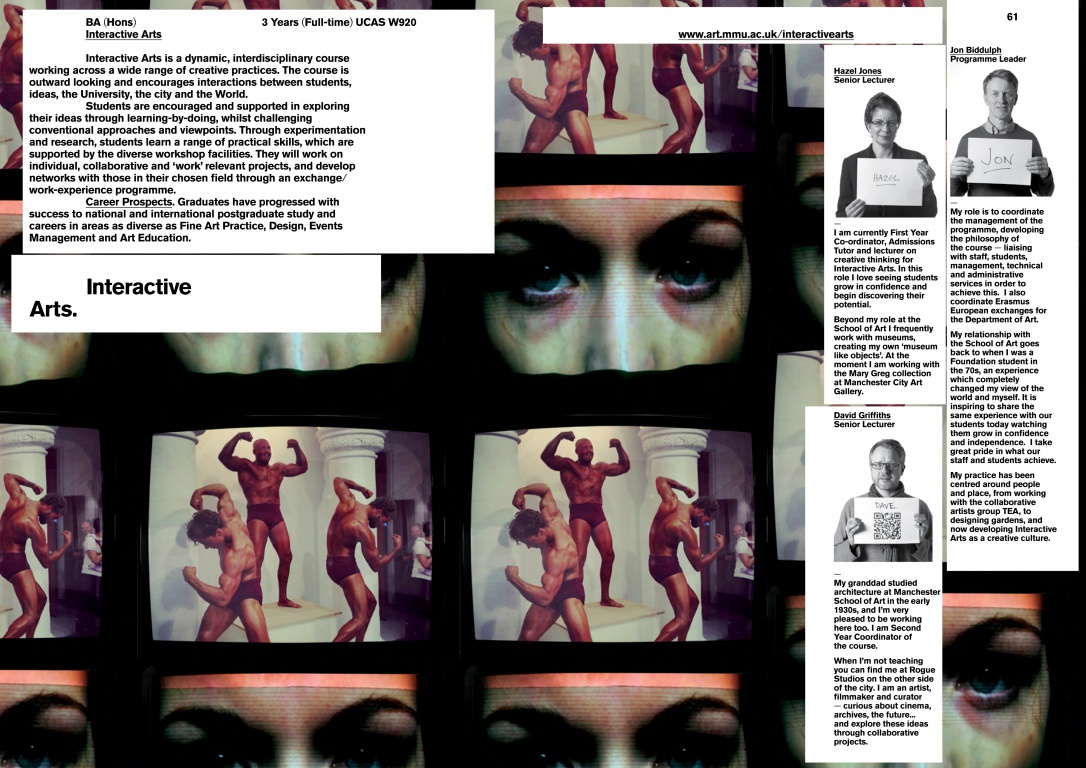 BA (Hons)
3 Years (Full-time) UCAS W920
Interactive Arts
Interactive Arts is a dynamic, interdisciplinary course
working across a wide range of creative practices. The course is
outward looking and encourages interactions between students,
ideas, the University, the city and the World.
Students are encouraged and supported in exploring
their ideas through learning-by-doing, whilst challenging
conventional approaches and viewpoints. Through experimentation
and research, students learn a range of practical skills, which are
supported by the diverse workshop facilities. They will work on
individual, collaborative and ‘work’ relevant projects, and develop
networks with those in their chosen field through an exchange/
work-experience programme.
Career Prospects. Graduates have progressed with
success to national and international postgraduate study and
careers in areas as diverse as Fine Art Practice, Design, Events
Management and Art Education.
Interactive
Arts.
www.art.mmu.ac.uk/interactivearts
61
Hazel Jones
Senior Lecturer
HAZEL
—
I am currently First Year
Co-ordinator, Admissions
Tutor and lecturer on
creative thinking for
Interactive Arts. In this
role I love seeing students
grow in confidence and
begin discovering their
potential.
Beyond my role at the
School of Art I frequently
work with museums,
creating my own ‘museum
like objects’. At the
moment I am working with
the Mary Greg collection
at Manchester City Art
Gallery.
David Griffiths
Senior Lecturer
DAVE
—
My granddad studied
architecture at Manchester
School of Art in the early
1930s, and I’m very
pleased to be working
here too. I am Second
Year Coordinator of
the course.
When I’m not teaching
you can find me at Rogue
Studios on the other side
of the city. I am an artist,
filmmaker and curator
— curious about cinema,
archives, the future...
and explore these ideas
through collaborative
projects.
Jon Biddulph
Programme Leader
JON
—
My role is to coordinate
the management of the
programme, developing
the philosophy of
the course — liaising
with staff, students,
management, technical
and administrative
services in order to
achieve this. I also
coordinate Erasmus
European exchanges for
the Department of Art.
My relationship with
the School of Art goes
back to when I was a
Foundation student in
the 70s, an experience
which completely
changed my view of the
world and myself. It is
inspiring to share the
same experience with our
students today watching
them grow in confidence
and independence. I take
great pride in what our
staff and students achieve.
My practice has been
centred around people
and place, from working
with the collaborative
artists group TEA, to
designing gardens, and
now developing Interactive
Arts as a creative culture.